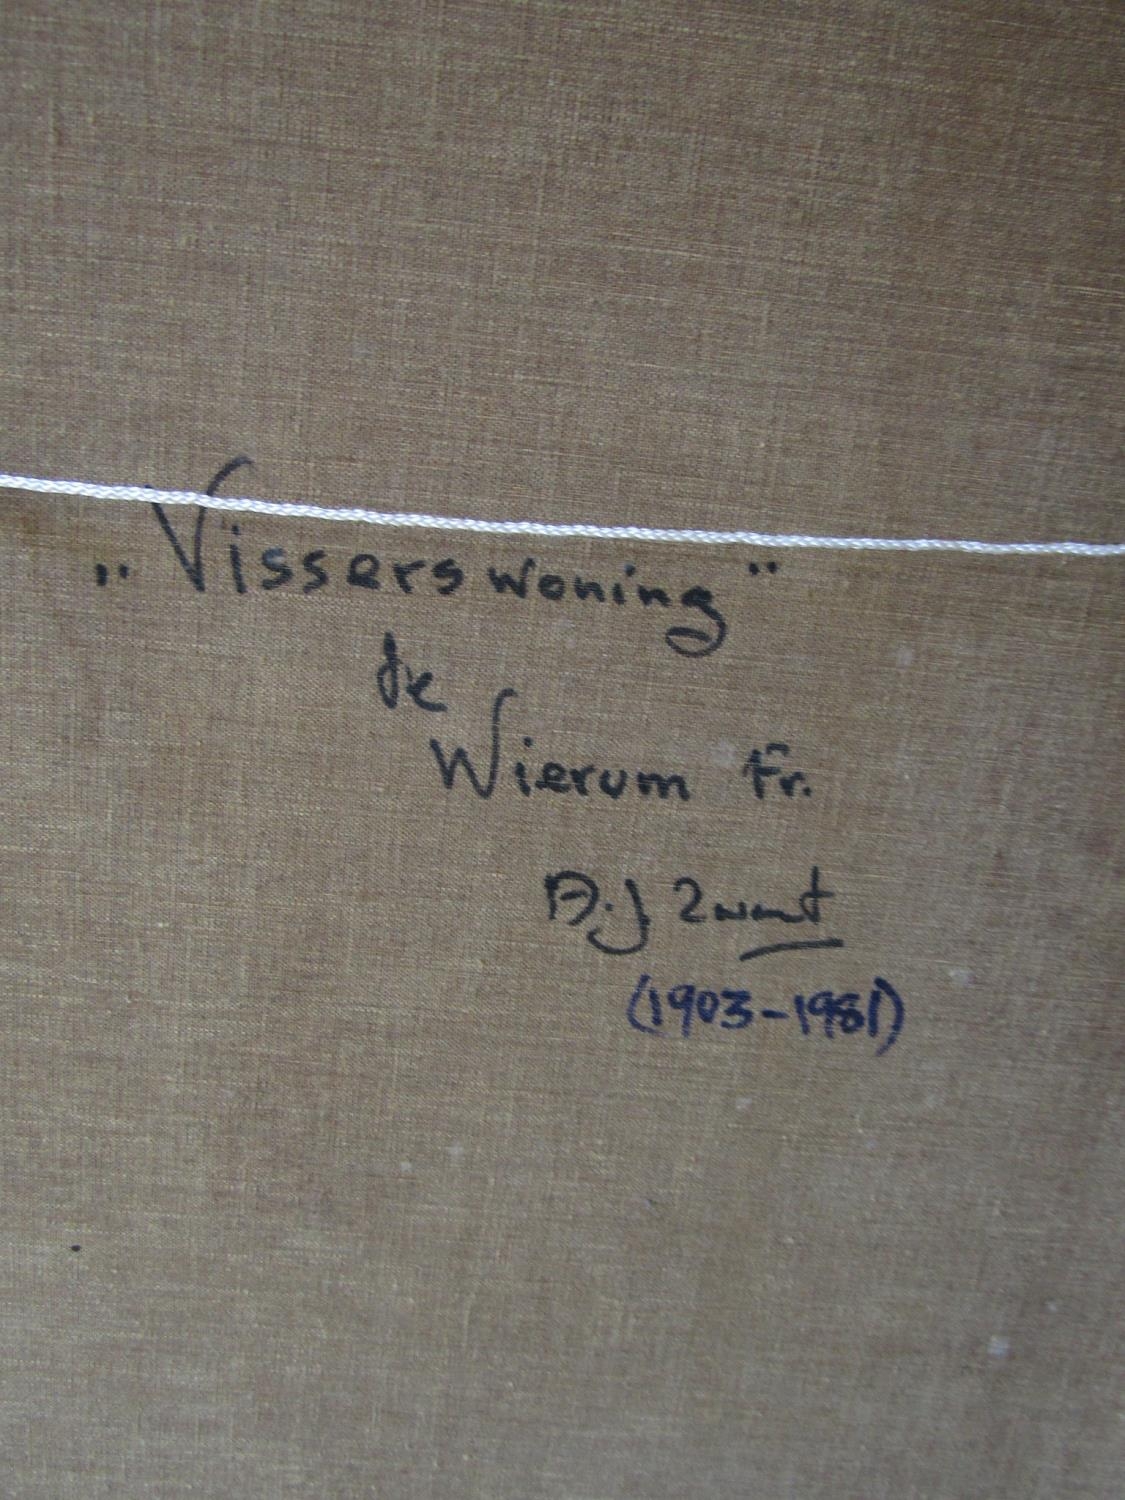 „Visserswoning"
te
Wierum Fr.
A.J Zwart
(1903-1981)